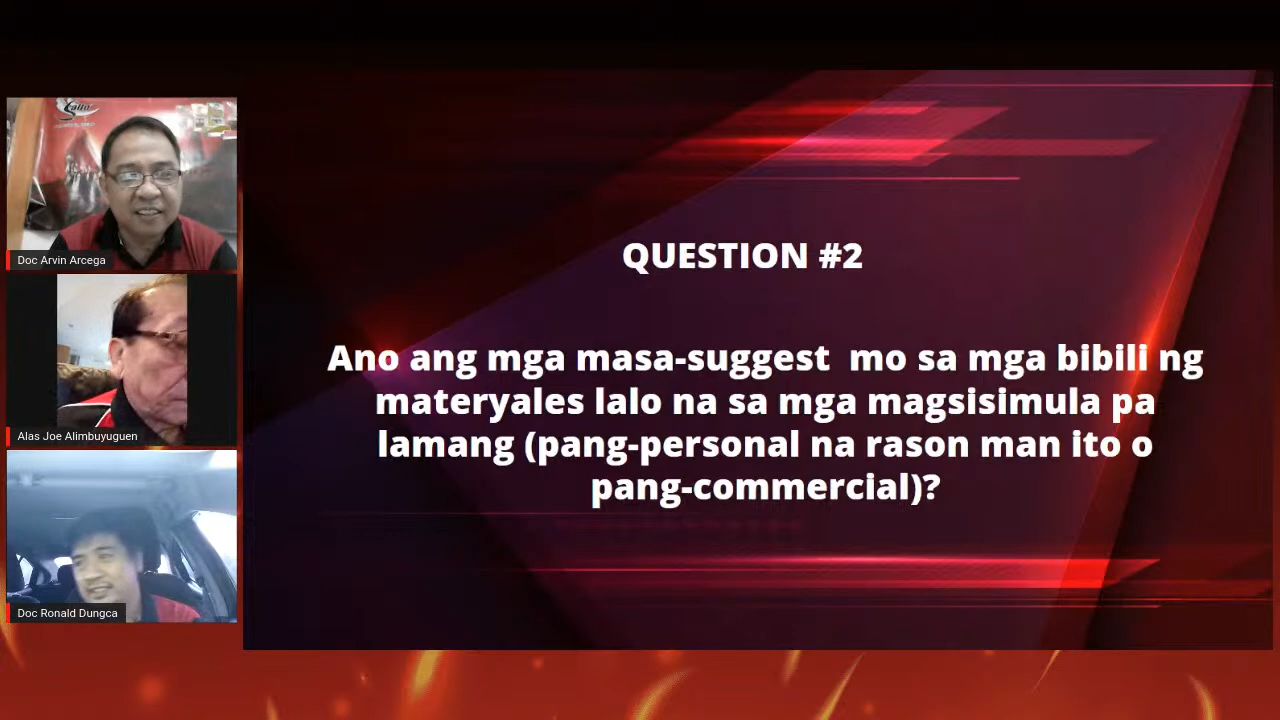 Doc Arvin Arcega
Alas Joe Alimbuyuguen
Doc Ronald Dungca
QUESTION #2
Ano ang mga masa-suggest mo sa mga bibili ng
materyales lalo na sa mga magsisimula pa
lamang (pang-personal na rason man ito o
pang-commercial)?